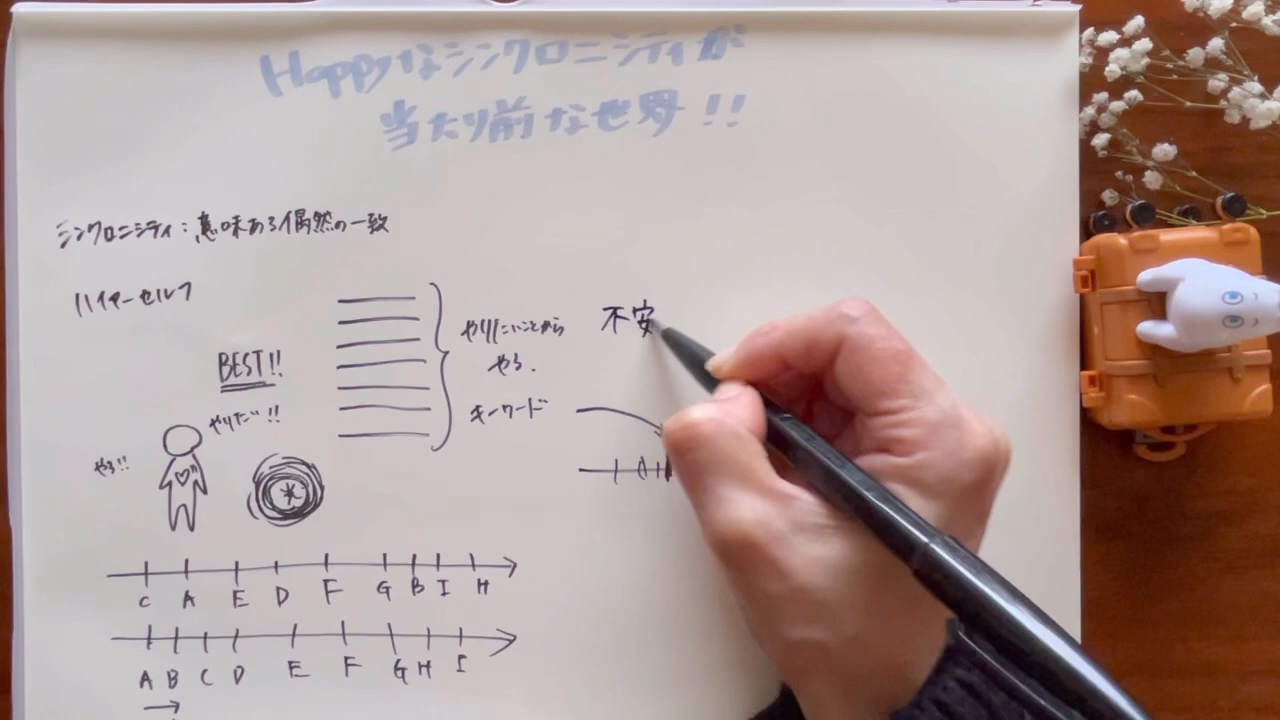 Happyなシンクロニシティが
当たり前な世界!!
シンクロニシティ:意味ある偶然の一致
ハイヤーセルフ
BEST!!
やりたいことから
やる.
キーワード
不安
やりだ!!
やる!!
C A E D F G B I H
A B C D E F G H I